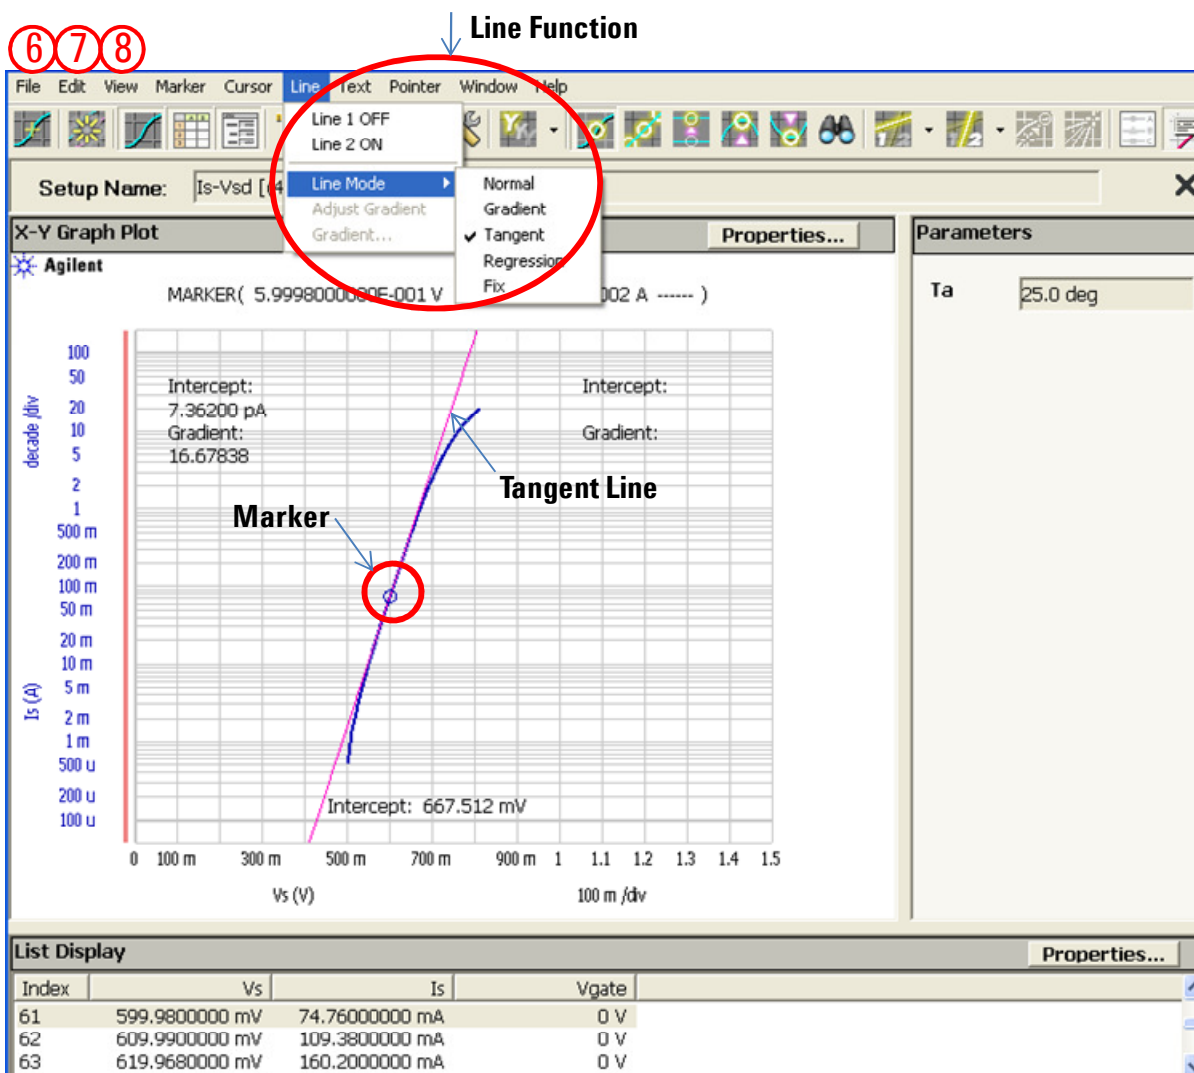 Line Function
⑥⑦⑧
File Edit View Marker Cursor Line Text Pointer Window Help
Line 1 OFF
Line 2 ON
Line Mode
Adjust Gradient
Gradient...
Normal
Gradient
Tangent
Regression
Fix
Setup Name: Is-Vsd [
X-Y Graph Plot
Properties...
Parameters
Agilent
MARKER( 5.9998000000E-001 V 002 A ------ )
Ta 25.0 deg
decade /div
Is (A)
100
50
20
10
5
2
1
500 m
200 m
100 m
50 m
20 m
10 m
5 m
2 m
1 m
500 u
200 u
100 u
Intercept:
7.36200 pA
Gradient:
16.67838
Intercept:
Gradient:
Tangent Line
Marker
Intercept: 667.512 mV
0 100 m 300 m 500 m 700 m 900 m 1 1.1 1.2 1.3 1.4 1.5
Vs (V) 100 m /div
List Display
Properties...
Index Vs Is Vgate
61 599.9800000 mV 74.76000000 mA 0 V
62 609.9900000 mV 109.3800000 mA 0 V
63 619.9680000 mV 160.2000000 mA 0 V